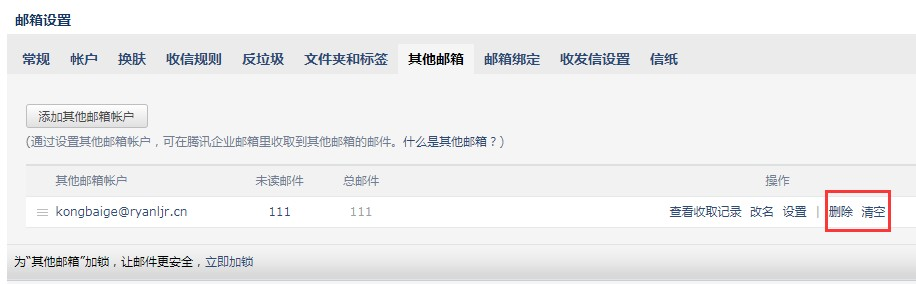 邮箱设置
常规 帐户 换肤 收信规则 反垃圾 文件夹和标签 其他邮箱 邮箱绑定 收发信设置 信纸
添加其他邮箱帐户
(通过设置其他邮箱帐户，可在腾讯企业邮箱里收取到其他邮箱的邮件。什么是其他邮箱？)
其他邮箱帐户 未读邮件 总邮件 操作
kongbaige@ryanljr.cn 111 111 查看收取记录 改名 设置 | 删除 清空
为“其他邮箱”加锁，让邮件更安全，立即加锁